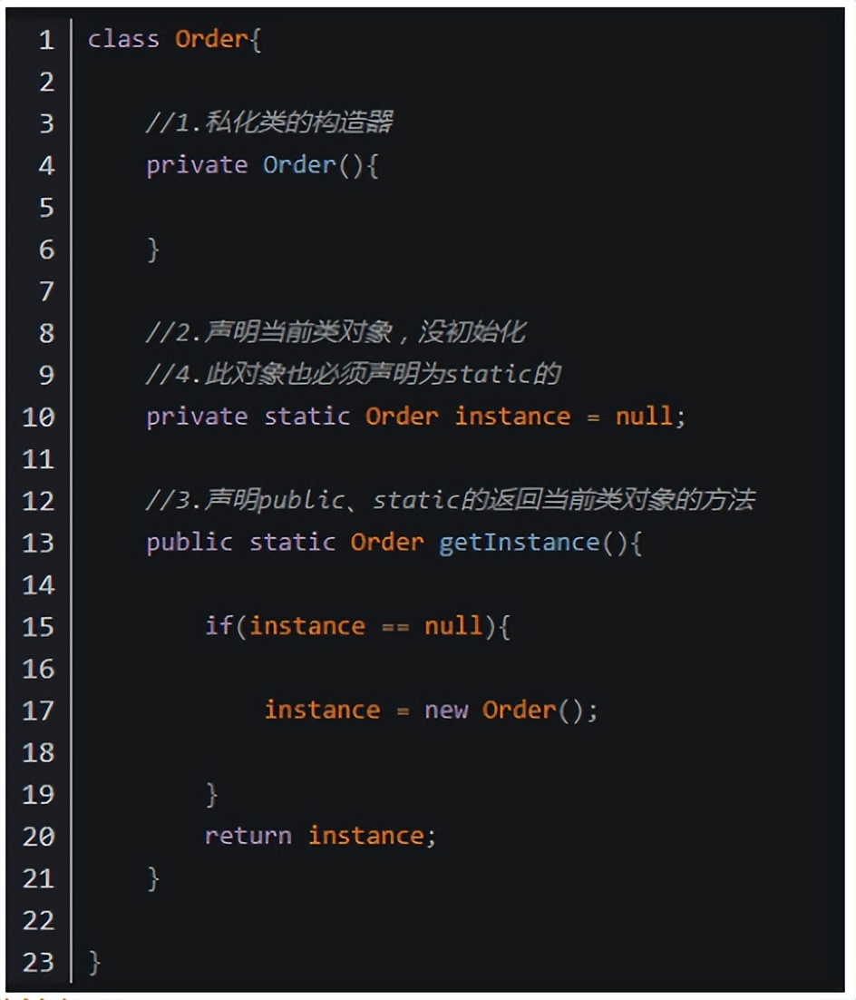 1 class Order{
2
3 //1.私化类的构造器
4 private Order(){
5
6 }
7
8 //2.声明当前类对象，没初始化
9 //4.此对象也必须声明为static的
10 private static Order instance = null;
11
12 //3.声明public、static的返回当前类对象的方法
13 public static Order getInstance(){
14
15 if(instance == null){
16
17 instance = new Order();
18
19 }
20 return instance;
21 }
22
23 }